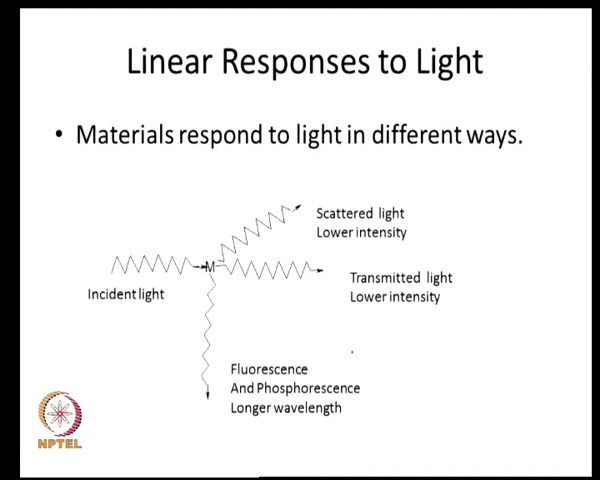 Linear Responses to Light
• Materials respond to light in different ways.
Scattered light
Lower intensity
M
Incident light
Transmitted light
Lower intensity
Fluorescence
And Phosphorescence
Longer wavelength
NPTEL